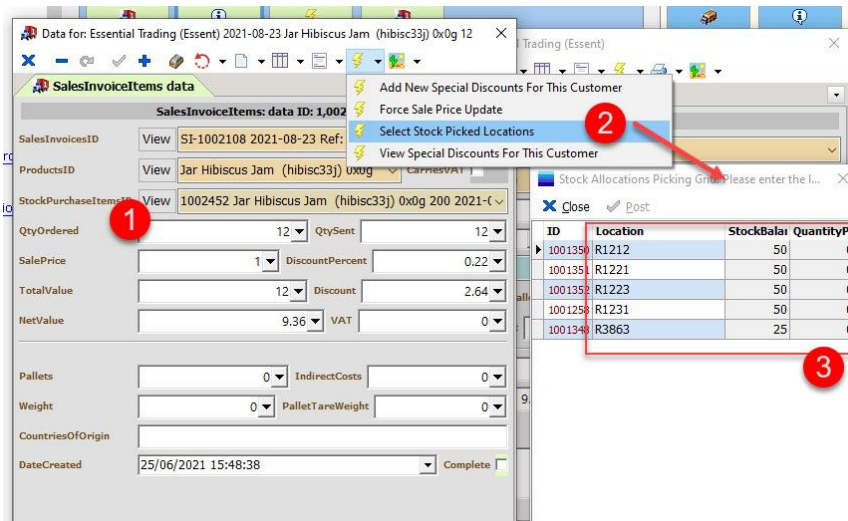 Data for: Essential Trading (Essent) 2021-08-23 Jar Hibiscus Jam (hibisc33j) 0x0g 12
Trading (Essent)
SalesInvoiceItems data
Add New Special Discounts For This Customer
Force Sale Price Update
Select Stock Picked Locations
View Special Discounts For This Customer
2
SalesInvoiceItems: data ID: 1,002
SalesInvoicesID View SI-1002108 2021-08-23 Ref:
ProductsID View Jar Hibiscus Jam (hibisc33j) 0x0g CarriesVAT
StockPurchaseItemsID View 1002452 Jar Hibiscus Jam (hibisc33j) 0x0g 200 2021-(
1
QtyOrdered 12 QtySent 12
SalePrice 1 DiscountPercent 0.22
TotalValue 12 Discount 2.64
NetValue 9.36 VAT 0
Pallets 0 IndirectCosts 0
Weight 0 PalletTareWeight 0
CountriesOfOrigin
DateCreated 25/06/2021 15:48:38 Complete
Stock Allocations Picking Grid: Please enter the l...
Close Post
ID Location StockBalar QuantityP
1001350 R1212 50
1001351 R1221 50
1001352 R1223 50
1001258 R1231 50
1001348 R3863 25
3